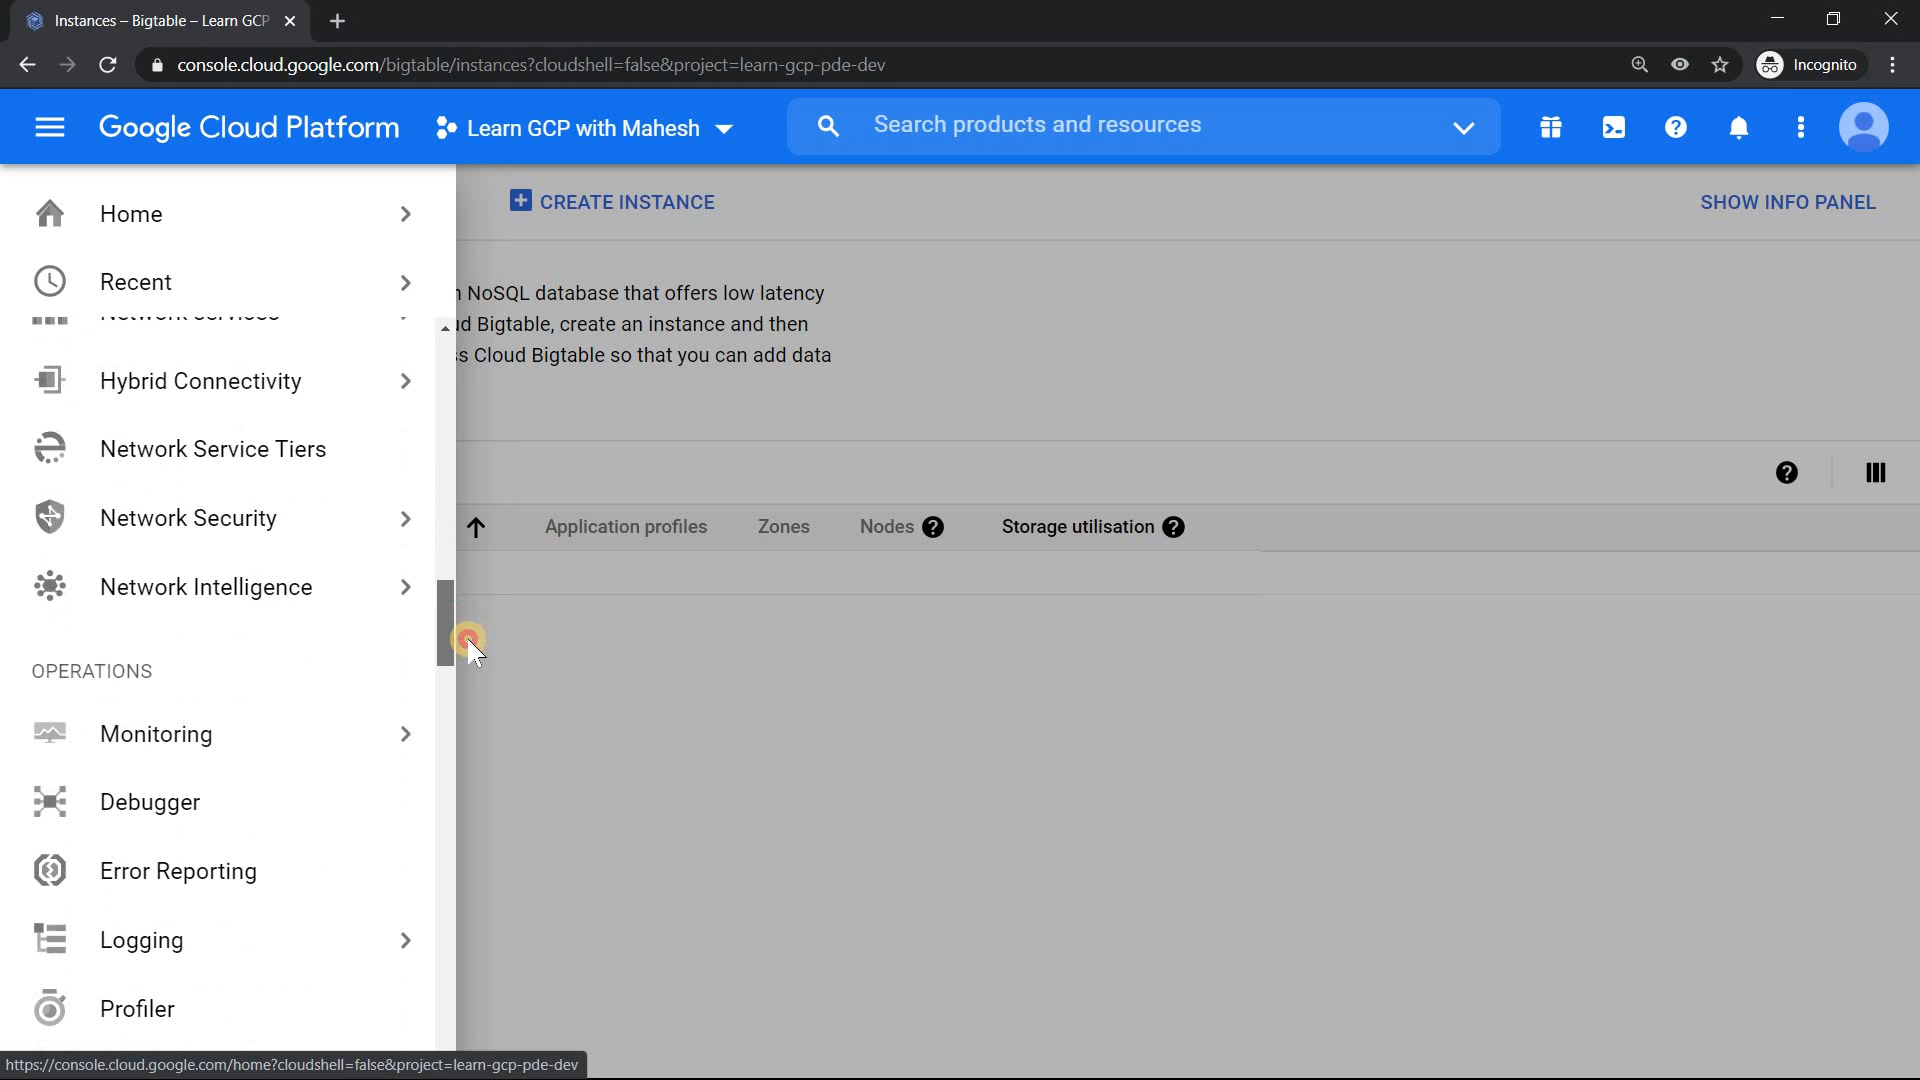 Instances – Bigtable – Learn GCP
console.cloud.google.com/bigtable/instances?cloudshell=false&project=learn-gcp-pde-dev
Incognito
Google Cloud Platform
Learn GCP with Mahesh
Search products and resources
Home
Recent
Network Services
Hybrid Connectivity
Network Service Tiers
Network Security
Network Intelligence
OPERATIONS
Monitoring
Debugger
Error Reporting
Logging
Profiler
CREATE INSTANCE
SHOW INFO PANEL
NoSQL database that offers low latency
ud Bigtable, create an instance and then
ss Cloud Bigtable so that you can add data
Application profiles
Zones
Nodes
Storage utilisation
https://console.cloud.google.com/home?cloudshell=false&project=learn-gcp-pde-dev